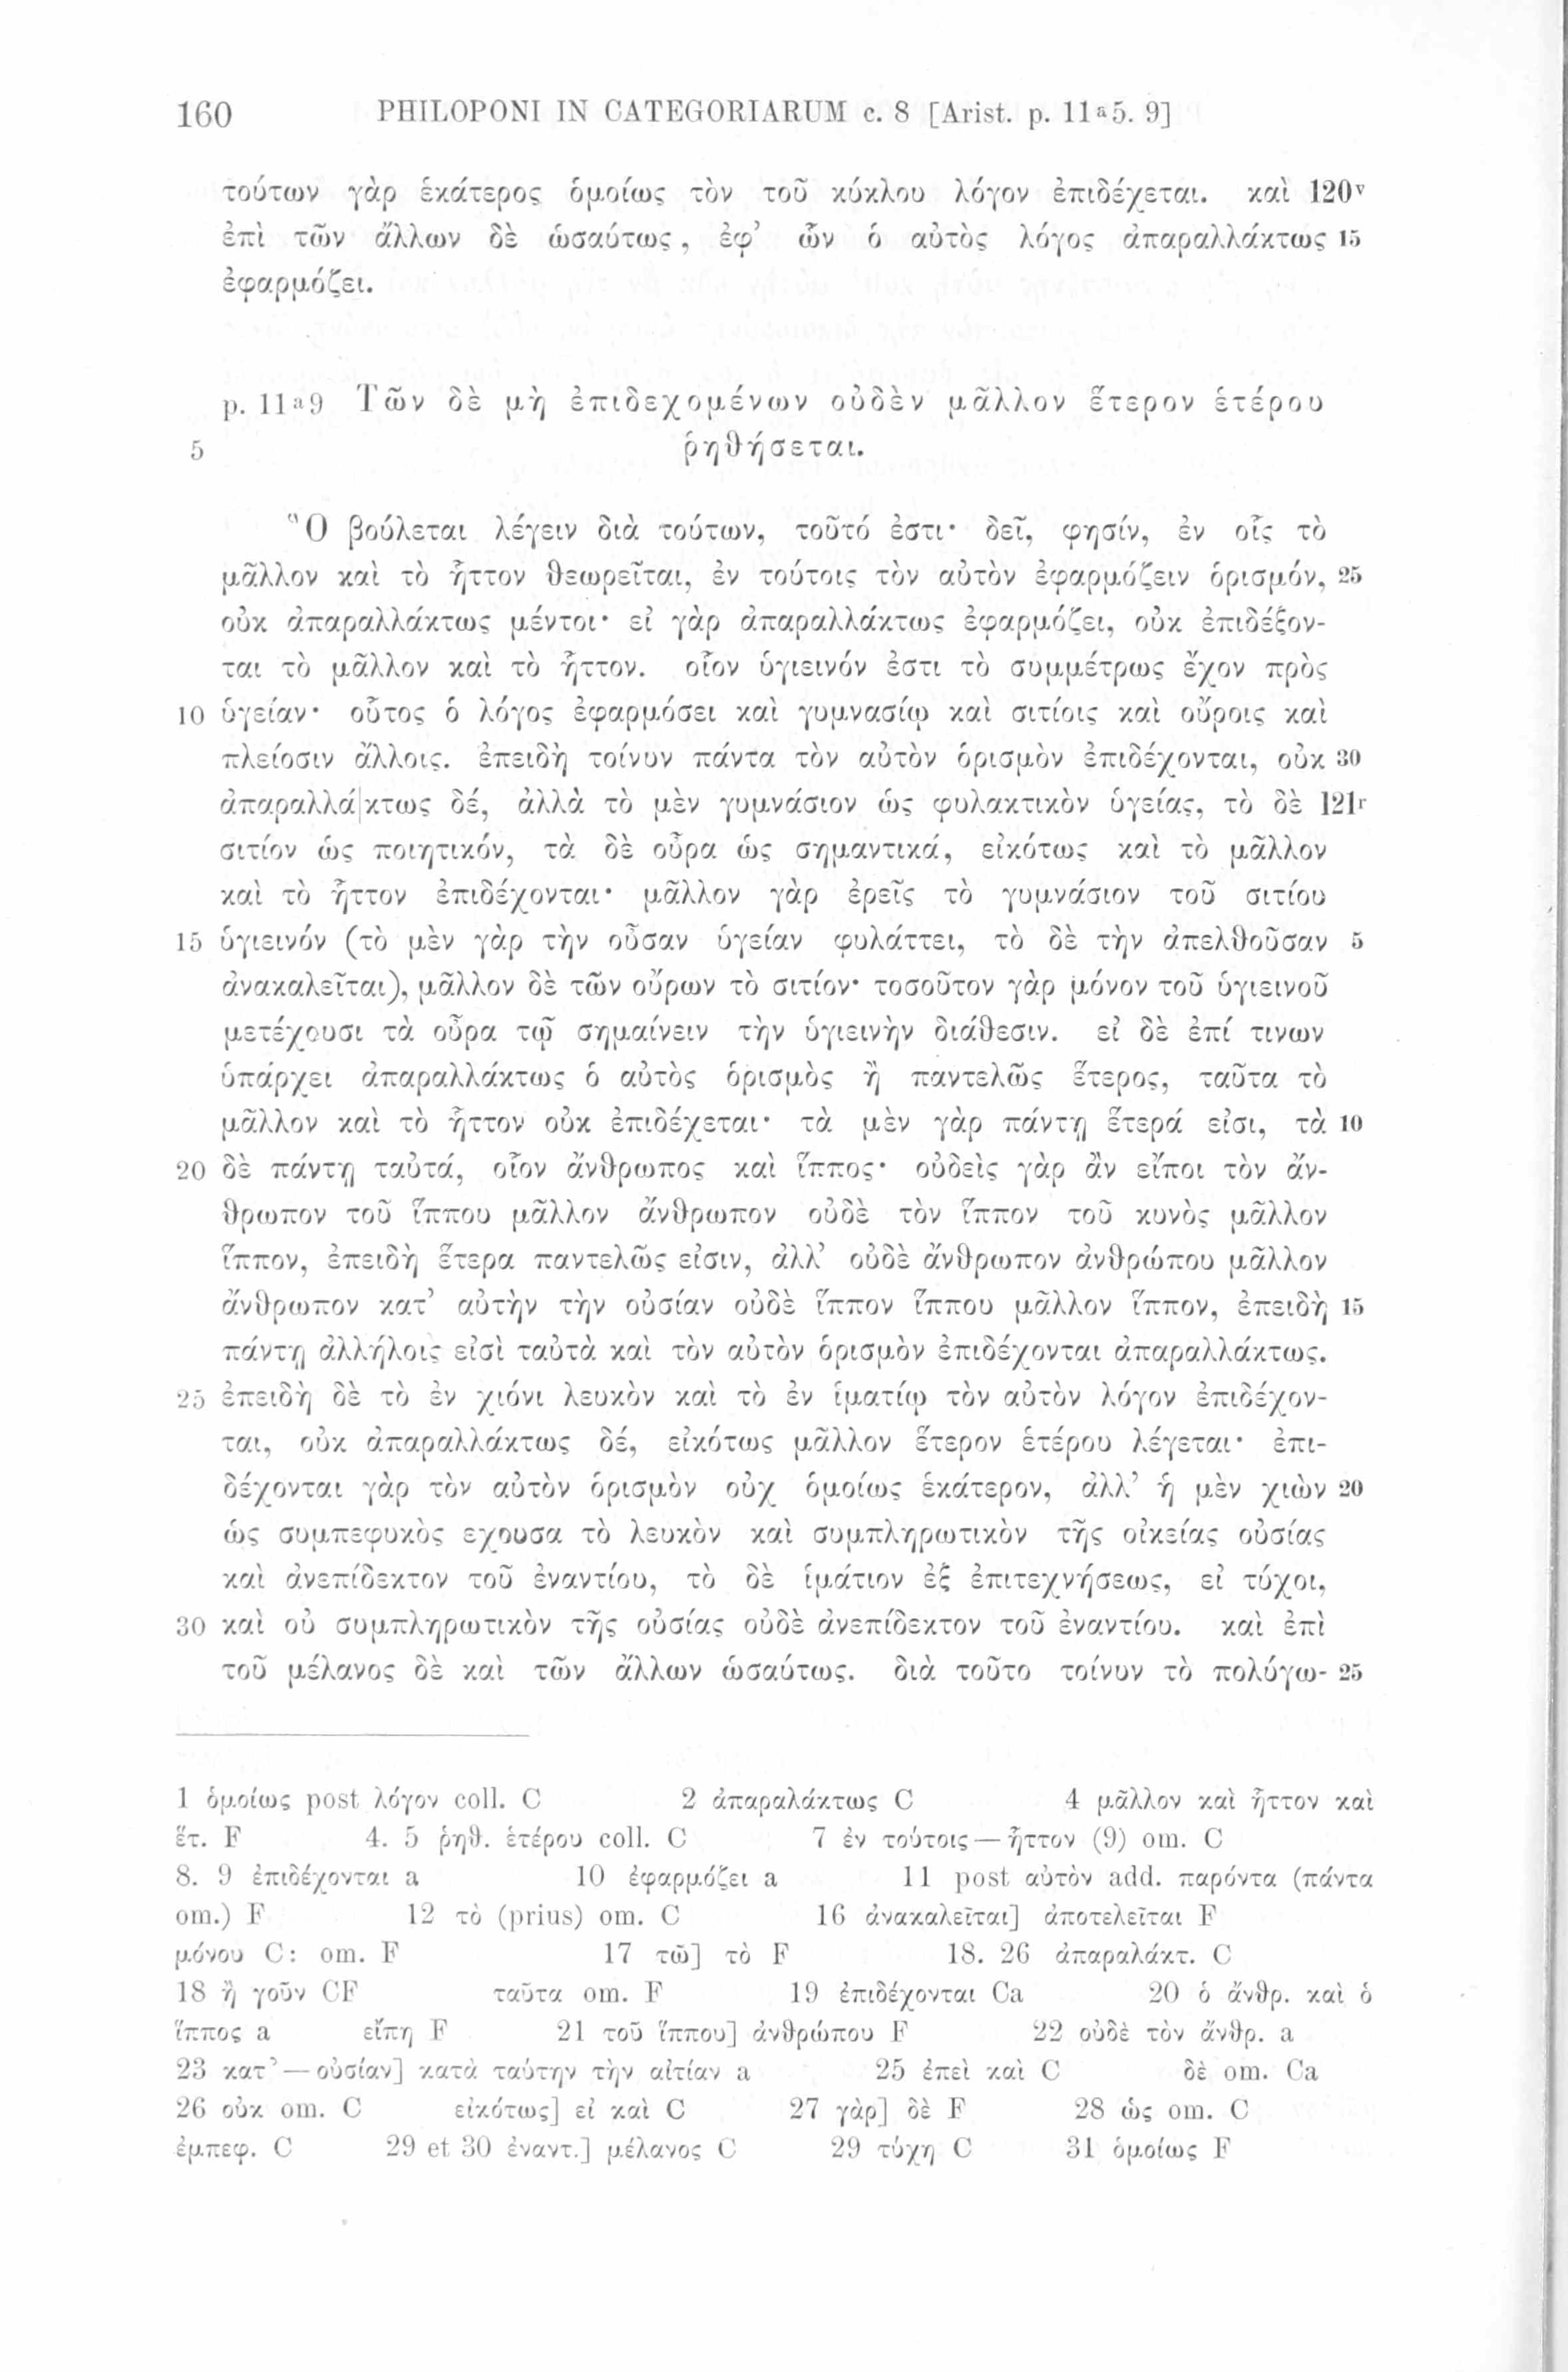 160 PHILOPONI IN CATEGORIARUM c. 8 [Arist. p. 11ᵃ5. 9]
τούτων γὰρ ἑκάτερος ὁμοίως τὸν τοῦ κύκλου λόγον ἐπιδέχεται. καὶ 120ᵛ
ἐπὶ τῶν ἄλλων δὲ ὡσαύτως, ἐφ’ ὧν ὁ αὐτὸς λόγος ἀπαραλλάκτως 15
ἐφαρμόζει.
p. 11ᵃ9 Τῶν δὲ μὴ ἐπιδεχομένων οὐδὲν μᾶλλον ἕτερον ἑτέρου
5 ῥηθήσεται.
Ὃ βούλεται λέγειν διὰ τούτων, τοῦτό ἐστι· δεῖ, φησίν, ἐν οἷς τὸ
μᾶλλον καὶ τὸ ἧττον θεωρεῖται, ἐν τούτοις τὸν αὐτὸν ἐφαρμόζειν ὁρισμόν, 25
οὐκ ἀπαραλλάκτως μέντοι· εἰ γὰρ ἀπαραλλάκτως ἐφαρμόζει, οὐκ ἐπιδέξον-
ται τὸ μᾶλλον καὶ τὸ ἧττον. οἷον ὑγιεινόν ἐστι τὸ συμμέτρως ἔχον πρὸς
10 ὑγείαν· οὗτος ὁ λόγος ἐφαρμόσει καὶ γυμνασίῳ καὶ σιτίοις καὶ οὔροις καὶ
πλείοσιν ἄλλοις. ἐπειδὴ τοίνυν πάντα τὸν αὐτὸν ὁρισμὸν ἐπιδέχονται, οὐκ 30
ἀπαραλλά|κτως δέ, ἀλλὰ τὸ μὲν γυμνάσιον ὡς φυλακτικὸν ὑγείας, τὸ δὲ 121ʳ
σιτίον ὡς ποιητικόν, τὰ δὲ οὖρα ὡς σημαντικά, εἰκότως καὶ τὸ μᾶλλον
καὶ τὸ ἧττον ἐπιδέχονται· μᾶλλον γὰρ ἐρεῖς τὸ γυμνάσιον τοῦ σιτίου
15 ὑγιεινόν (τὸ μὲν γὰρ τὴν οὖσαν ὑγείαν φυλάττει, τὸ δὲ τὴν ἀπελθοῦσαν 5
ἀνακαλεῖται), μᾶλλον δὲ τῶν οὔρων τὸ σιτίον· τοσοῦτον γὰρ μόνον τοῦ ὑγιεινοῦ
μετέχουσι τὰ οὖρα τῷ σημαίνειν τὴν ὑγιεινὴν διάθεσιν. εἰ δὲ ἐπί τινων
ὑπάρχει ἀπαραλλάκτως ὁ αὐτὸς ὁρισμὸς ἢ παντελῶς ἕτερος, ταῦτα τὸ
μᾶλλον καὶ τὸ ἧττον οὐκ ἐπιδέχεται· τὰ μὲν γὰρ πάντῃ ἕτερά εἰσι, τὰ 10
20 δὲ πάντῃ ταὐτά, οἷον ἄνθρωπος καὶ ἵππος· οὐδεὶς γὰρ ἂν εἴποι τὸν ἄν-
θρωπον τοῦ ἵππου μᾶλλον ἄνθρωπον οὐδὲ τὸν ἵππον τοῦ κυνὸς μᾶλλον
ἵππον, ἐπειδὴ ἕτερα παντελῶς εἰσιν, ἀλλ’ οὐδὲ ἄνθρωπον ἀνθρώπου μᾶλλον
ἄνθρωπον κατ’ αὐτὴν τὴν οὐσίαν οὐδὲ ἵππον ἵππου μᾶλλον ἵππον, ἐπειδὴ 15
πάντῃ ἀλλήλοις εἰσὶ ταὐτὰ καὶ τὸν αὐτὸν ὁρισμὸν ἐπιδέχονται ἀπαραλλάκτως.
25 ἐπειδὴ δὲ τὸ ἐν χιόνι λευκὸν καὶ τὸ ἐν ἱματίῳ τὸν αὐτὸν λόγον ἐπιδέχον-
ται, οὐκ ἀπαραλλάκτως δέ, εἰκότως μᾶλλον ἕτερον ἑτέρου λέγεται· ἐπι-
δέχονται γὰρ τὸν αὐτὸν ὁρισμὸν οὐχ ὁμοίως ἑκάτερον, ἀλλ’ ἡ μὲν χιὼν 20
ὡς συμπεφυκὸς εχουσα τὸ λευκὸν καὶ συμπληρωτικὸν τῆς οἰκείας οὐσίας
καὶ ἀνεπίδεκτον τοῦ ἐναντίου, τὸ δὲ ἱμάτιον ἐξ ἐπιτεχνήσεως, εἰ τύχοι,
30 καὶ οὐ συμπληρωτικὸν τῆς οὐσίας οὐδὲ ἀνεπίδεκτον τοῦ ἐναντίου. καὶ ἐπὶ
τοῦ μέλανος δὲ καὶ τῶν ἄλλων ὡσαύτως. διὰ τοῦτο τοίνυν τὸ πολύγω- 25
1 ὁμοίως post λόγον coll. C 2 ἀπαραλάκτως C 4 μᾶλλον καὶ ἧττον καὶ
ἕτ. F 4. 5 ῥηθ. ἑτέρου coll. C 7 ἐν τούτοις — ἧττον (9) om. C
8. 9 ἐπιδέχονται a 10 ἐφαρμόζει a 11 post αὐτὸν add. παρόντα (πάντα
om.) F 12 τὸ (prius) om. C 16 ἀνακαλεῖται] ἀποτελεῖται F
μόνου C: om. F 17 τῷ] τὸ F 18. 26 ἀπαραλάκτ. C
18 ἢ γοῦν CF ταῦτα om. F 19 ἐπιδέχονται Ca 20 ὁ ἄνθρ. καὶ ὁ
ἵππος a εἴπῃ F 21 τοῦ ἵππου] ἀνθρώπου F 22 οὐδὲ τὸν ἄνθρ. a
23 κατ’ — οὐσίαν] κατὰ ταύτην τὴν αἰτίαν a 25 ἐπεὶ καὶ C δὲ om. Ca
26 οὐκ om. C εἰκότως] εἰ καὶ C 27 γὰρ] δὲ F 28 ὡς om. C
ἐμπεφ. C 29 et 30 ἐναντ.] μέλανος C 29 τύχῃ C 31 ὁμοίως F